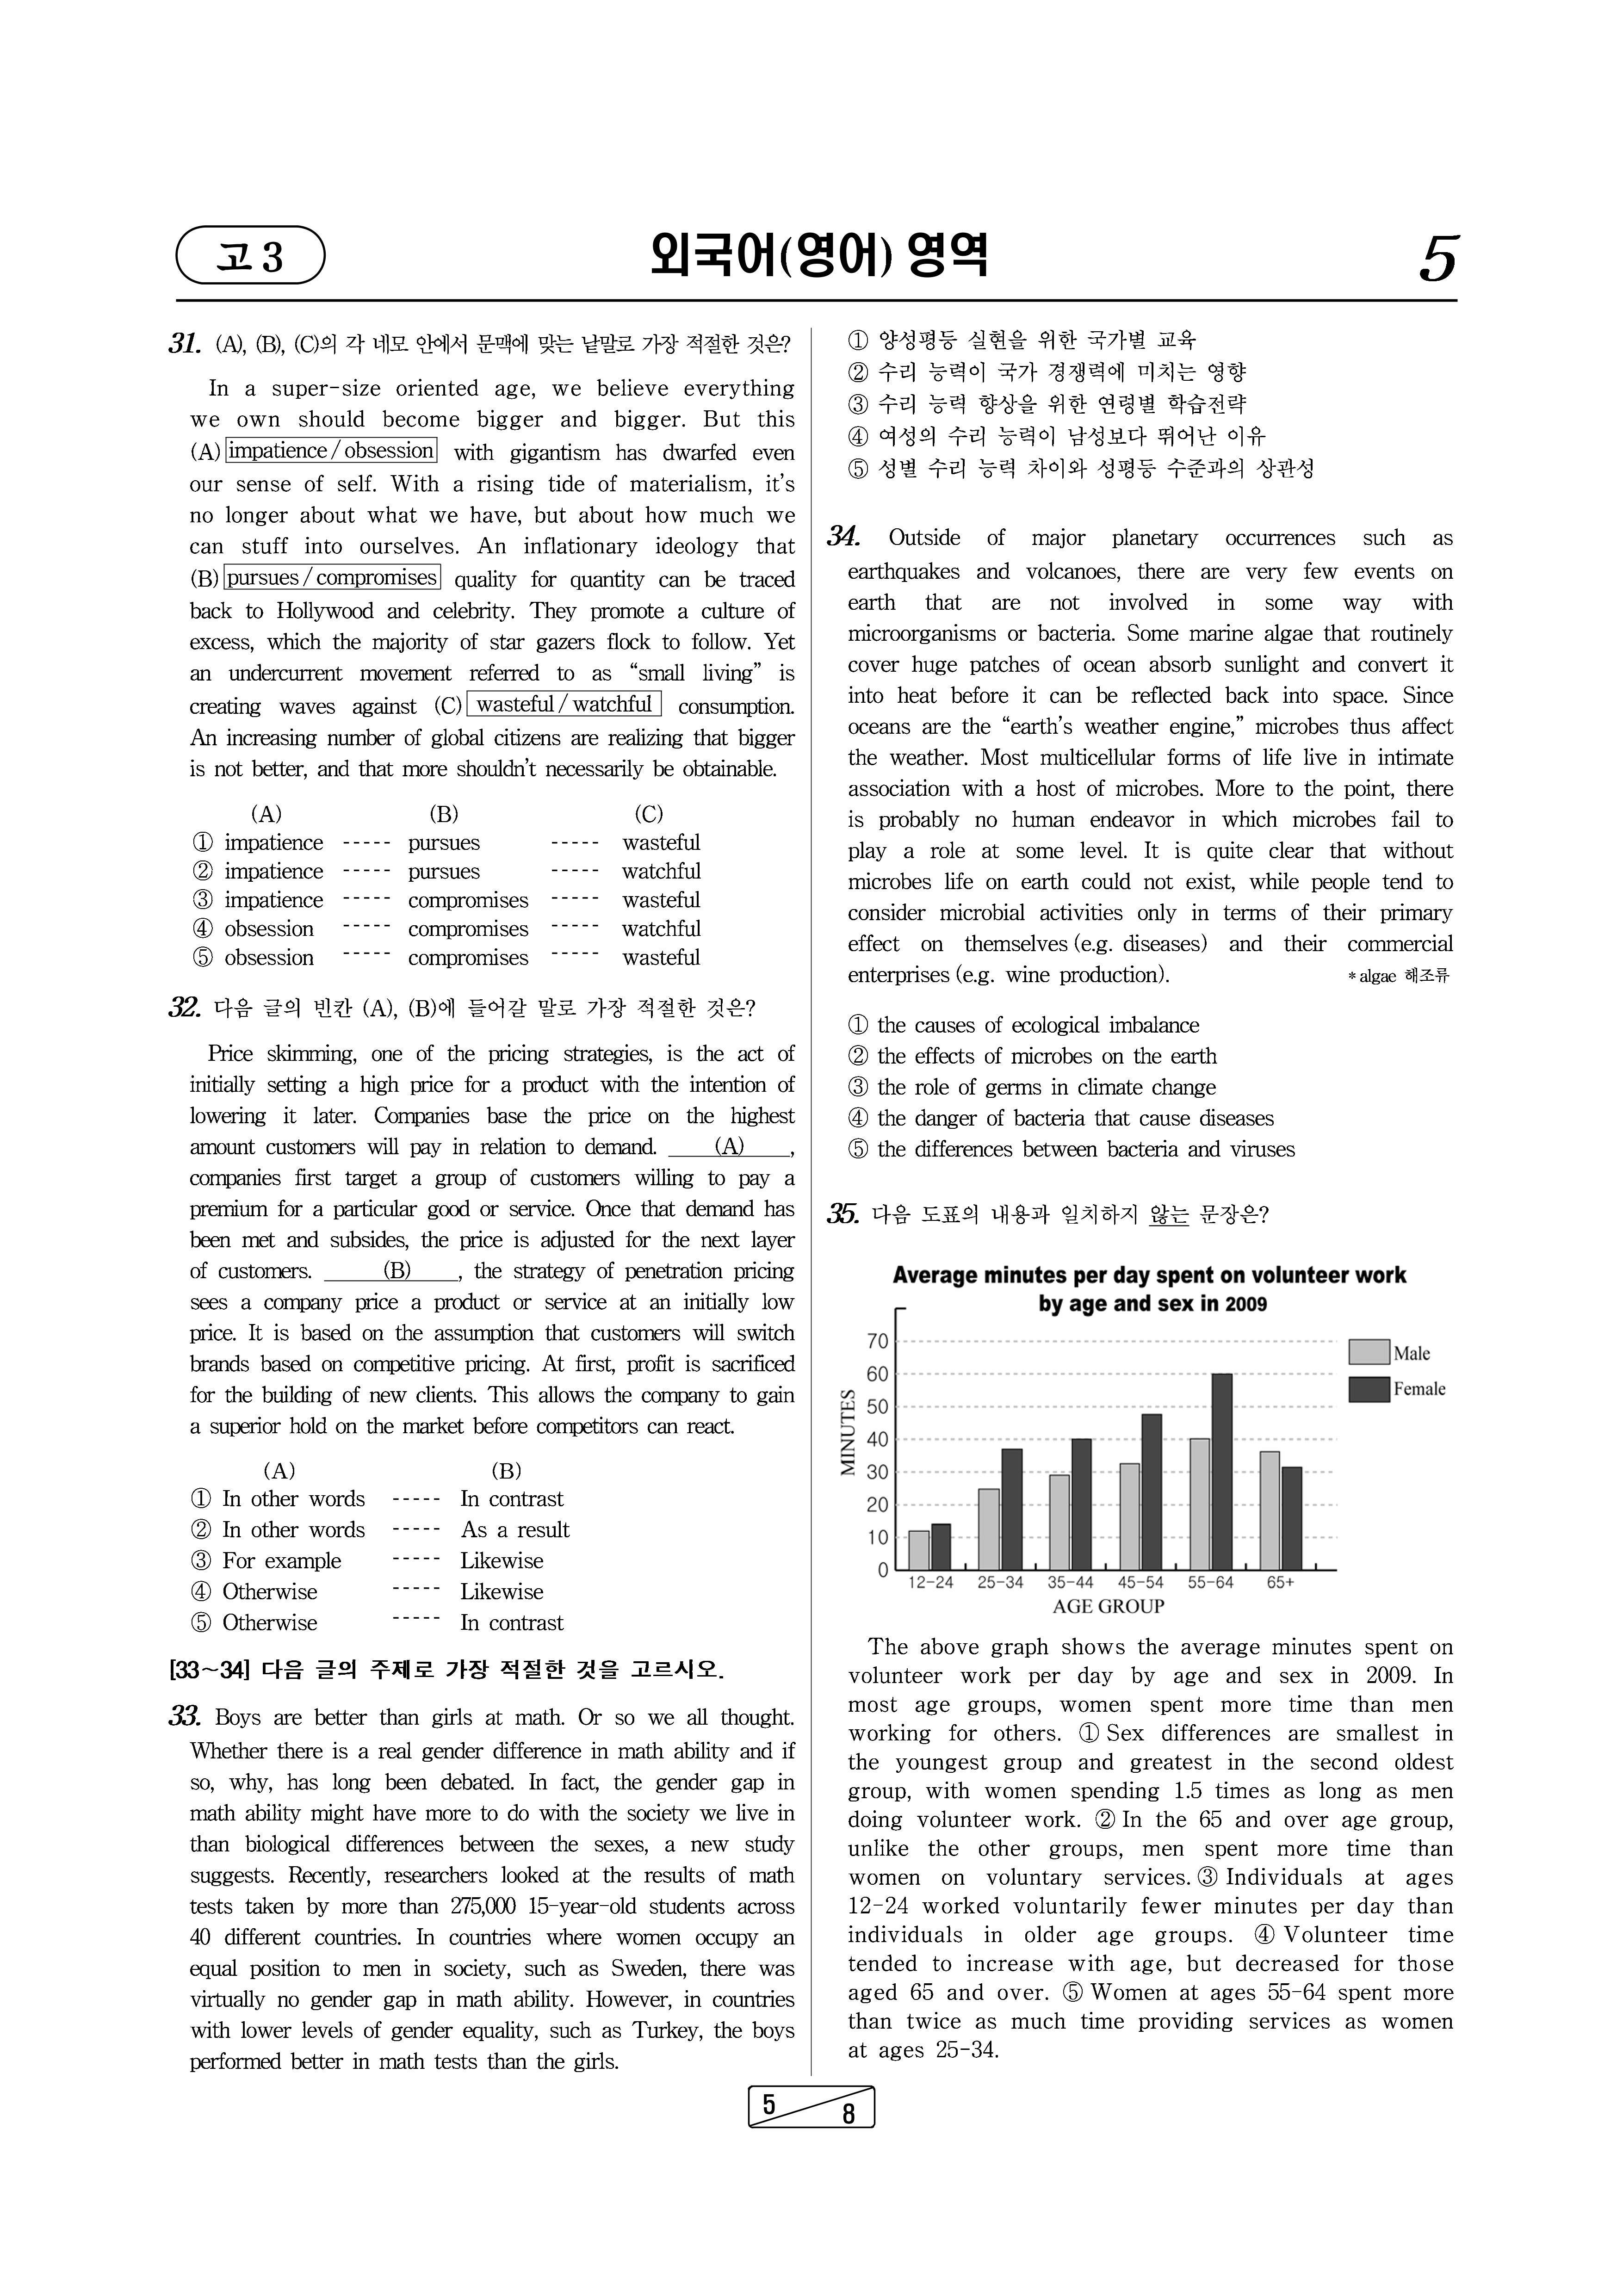 고 3
외국어(영어) 영역
5
31. (A), (B), (C)의 각 네모 안에서 문맥에 맞는 낱말로 가장 적절한 것은?
In a super-size oriented age, we believe everything
we own should become bigger and bigger. But this
(A) impatience / obsession with gigantism has dwarfed even
our sense of self. With a rising tide of materialism, it's
no longer about what we have, but about how much we
can stuff into ourselves. An inflationary ideology that
(B) pursues / compromises quality for quantity can be traced
back to Hollywood and celebrity. They promote a culture of
excess, which the majority of star gazers flock to follow. Yet
an undercurrent movement referred to as “small living” is
creating waves against (C) wasteful / watchful consumption.
An increasing number of global citizens are realizing that bigger
is not better, and that more shouldn't necessarily be obtainable.
(A) (B) (C)
① impatience ----- pursues ----- wasteful
② impatience ----- pursues ----- watchful
③ impatience ----- compromises ----- wasteful
④ obsession ----- compromises ----- watchful
⑤ obsession ----- compromises ----- wasteful
32. 다음 글의 빈칸 (A), (B)에 들어갈 말로 가장 적절한 것은?
Price skimming, one of the pricing strategies, is the act of
initially setting a high price for a product with the intention of
lowering it later. Companies base the price on the highest
amount customers will pay in relation to demand. ____(A)____,
companies first target a group of customers willing to pay a
premium for a particular good or service. Once that demand has
been met and subsides, the price is adjusted for the next layer
of customers. ____(B)____, the strategy of penetration pricing
sees a company price a product or service at an initially low
price. It is based on the assumption that customers will switch
brands based on competitive pricing. At first, profit is sacrificed
for the building of new clients. This allows the company to gain
a superior hold on the market before competitors can react.
(A) (B)
① In other words ----- In contrast
② In other words ----- As a result
③ For example ----- Likewise
④ Otherwise ----- Likewise
⑤ Otherwise ----- In contrast
[33～34] 다음 글의 주제로 가장 적절한 것을 고르시오.
33. Boys are better than girls at math. Or so we all thought.
Whether there is a real gender difference in math ability and if
so, why, has long been debated. In fact, the gender gap in
math ability might have more to do with the society we live in
than biological differences between the sexes, a new study
suggests. Recently, researchers looked at the results of math
tests taken by more than 275,000 15-year-old students across
40 different countries. In countries where women occupy an
equal position to men in society, such as Sweden, there was
virtually no gender gap in math ability. However, in countries
with lower levels of gender equality, such as Turkey, the boys
performed better in math tests than the girls.
① 양성평등 실현을 위한 국가별 교육
② 수리 능력이 국가 경쟁력에 미치는 영향
③ 수리 능력 향상을 위한 연령별 학습전략
④ 여성의 수리 능력이 남성보다 뛰어난 이유
⑤ 성별 수리 능력 차이와 성평등 수준과의 상관성
34. Outside of major planetary occurrences such as
earthquakes and volcanoes, there are very few events on
earth that are not involved in some way with
microorganisms or bacteria. Some marine algae that routinely
cover huge patches of ocean absorb sunlight and convert it
into heat before it can be reflected back into space. Since
oceans are the “earth's weather engine,” microbes thus affect
the weather. Most multicellular forms of life live in intimate
association with a host of microbes. More to the point, there
is probably no human endeavor in which microbes fail to
play a role at some level. It is quite clear that without
microbes life on earth could not exist, while people tend to
consider microbial activities only in terms of their primary
effect on themselves (e.g. diseases) and their commercial
enterprises (e.g. wine production). * algae 해조류
① the causes of ecological imbalance
② the effects of microbes on the earth
③ the role of germs in climate change
④ the danger of bacteria that cause diseases
⑤ the differences between bacteria and viruses
35. 다음 도표의 내용과 일치하지 않는 문장은?
Average minutes per day spent on volunteer work
by age and sex in 2009
MINUTES
70
60
50
40
30
20
10
0
12-24 25-34 35-44 45-54 55-64 65+
AGE GROUP
Male
Female
The above graph shows the average minutes spent on
volunteer work per day by age and sex in 2009. In
most age groups, women spent more time than men
working for others. ① Sex differences are smallest in
the youngest group and greatest in the second oldest
group, with women spending 1.5 times as long as men
doing volunteer work. ② In the 65 and over age group,
unlike the other groups, men spent more time than
women on voluntary services. ③ Individuals at ages
12-24 worked voluntarily fewer minutes per day than
individuals in older age groups. ④ Volunteer time
tended to increase with age, but decreased for those
aged 65 and over. ⑤ Women at ages 55-64 spent more
than twice as much time providing services as women
at ages 25-34.
5
8